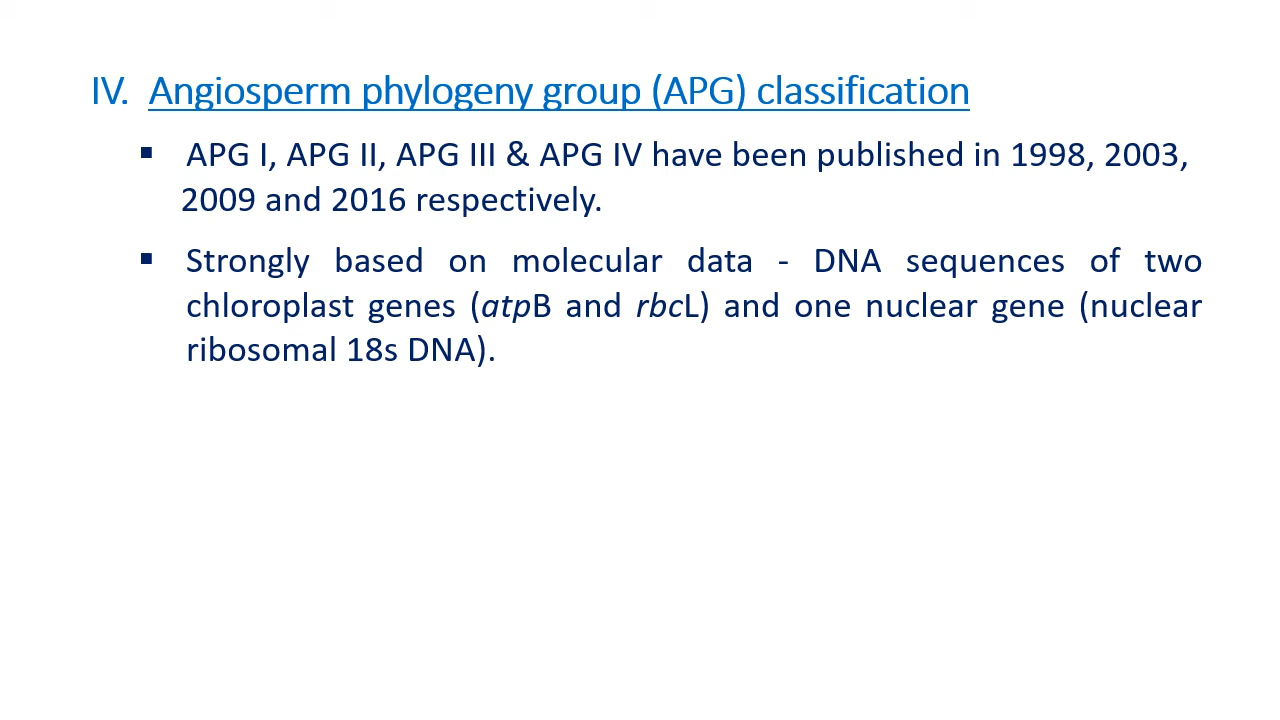 IV. Angiosperm phylogeny group (APG) classification
▪ APG I, APG II, APG III & APG IV have been published in 1998, 2003,
2009 and 2016 respectively.
▪ Strongly based on molecular data - DNA sequences of two
chloroplast genes (atpB and rbcL) and one nuclear gene (nuclear
ribosomal 18s DNA).